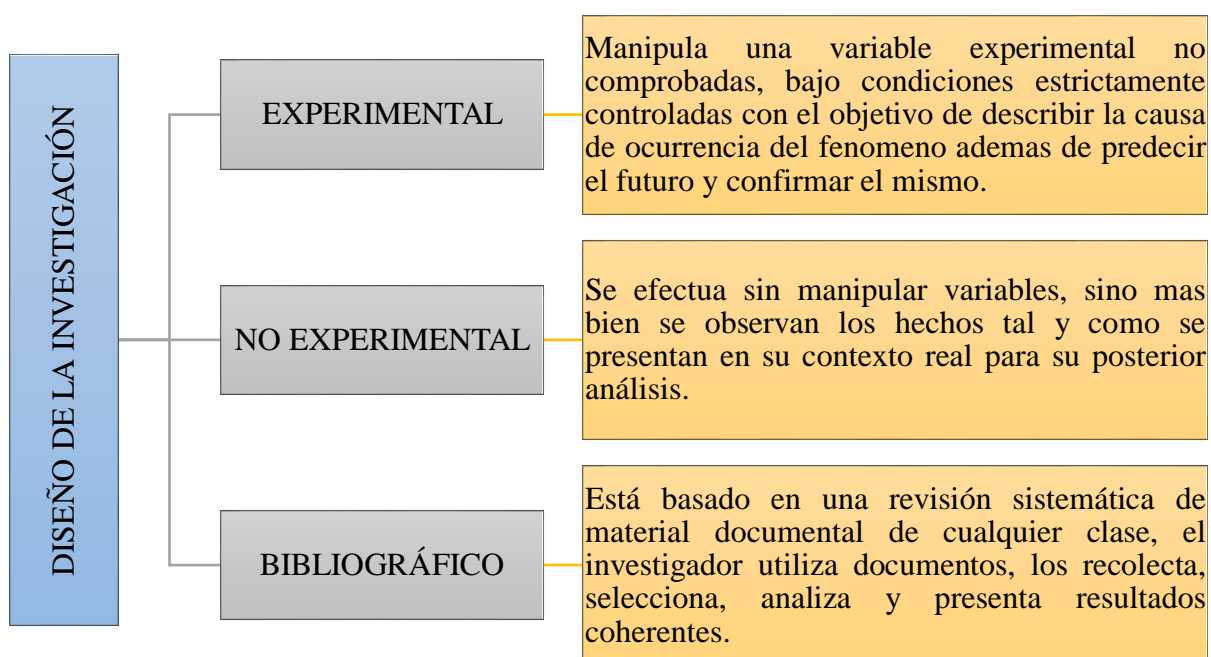 DISEÑO DE LA INVESTIGACIÓN
EXPERIMENTAL
Manipula una variable experimental no
comprobadas, bajo condiciones estrictamente
controladas con el objetivo de describir la causa
de ocurrencia del fenomeno ademas de predecir
el futuro y confirmar el mismo.
NO EXPERIMENTAL
Se efectua sin manipular variables, sino mas
bien se observan los hechos tal y como se
presentan en su contexto real para su posterior
análisis.
BIBLIOGRÁFICO
Está basado en una revisión sistemática de
material documental de cualquier clase, el
investigador utiliza documentos, los recolecta,
selecciona, analiza y presenta resultados
coherentes.